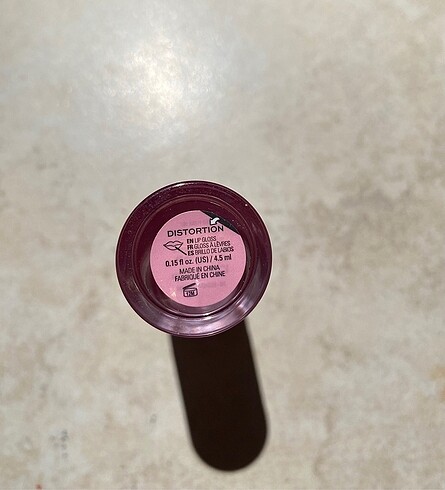 DISTORTION
EN LIP GLOSS
FR GLOSS À LÈVRES
ES BRILLO DE LABIOS
0.15 fl oz. (US) / 4.5 ml
MADE IN CHINA
FABRIQUÉ EN CHINE
12M